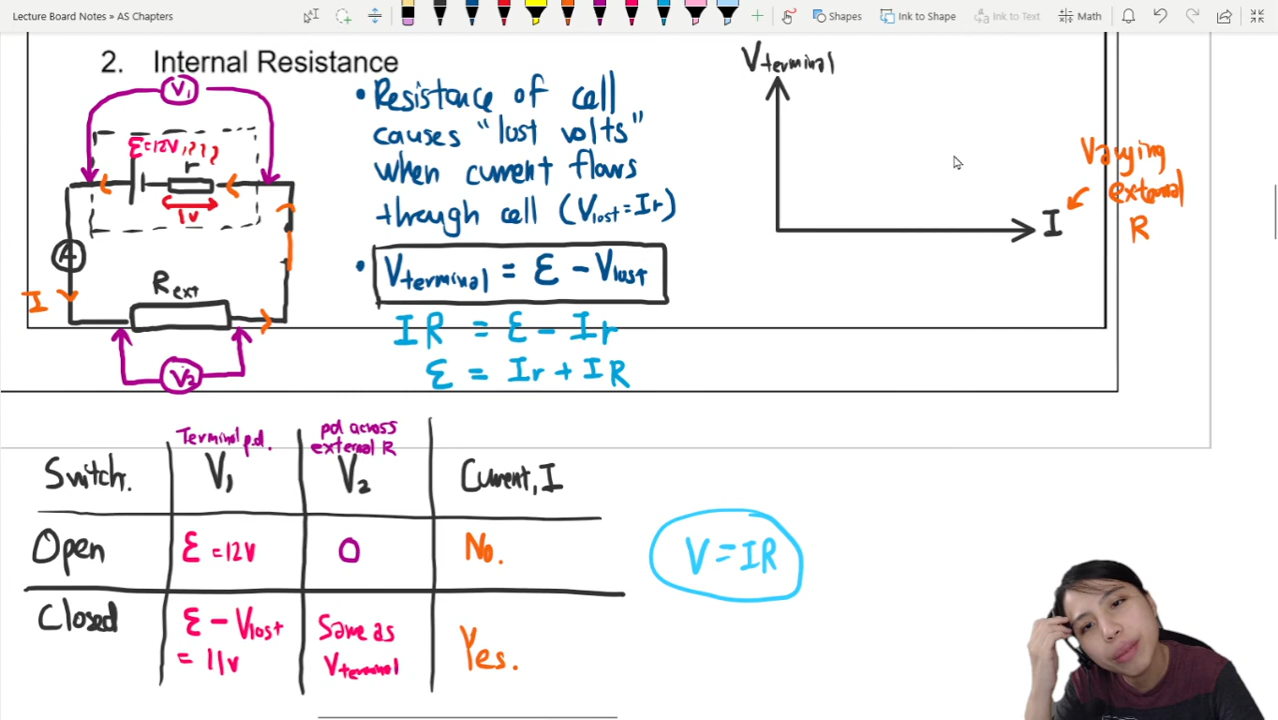 Lecture Board Notes » AS Chapters
Shapes
Ink to Shape
Ink to Text
Math
2. Internal Resistance
V₁
ε=12V, ???
r
1V
A
I
Rext
V₂
• Resistance of cell
causes "lost volts"
when current flows
through cell (Vlost = Ir)
• Vterminal = ε - Vlost
IR = ε - Ir
ε = Ir + IR
Vterminal
I
Varying
external
R
Switch.
Terminal p.d.
V₁
pd across
external R
V₂
Current, I
Open
ε = 12V
0
No.
Closed
ε - Vlost
= 11V
Same as
Vterminal
Yes.
V = IR